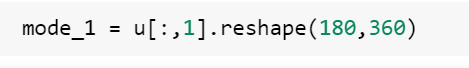 mode_1 = u[:,1].reshape(180,360)